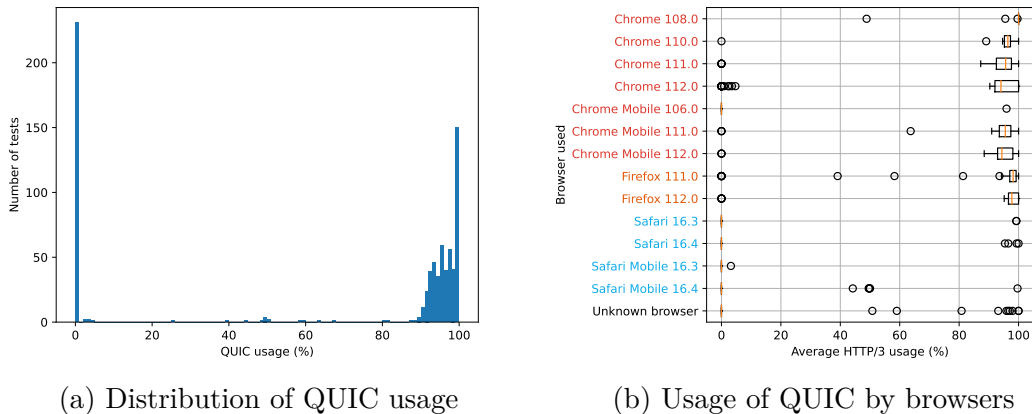 Number of tests
200
150
100
50
0
0
20
40
60
80
100
QUIC usage (%)
(a) Distribution of QUIC usage
Browser used
Chrome 108.0
Chrome 110.0
Chrome 111.0
Chrome 112.0
Chrome Mobile 106.0
Chrome Mobile 111.0
Chrome Mobile 112.0
Firefox 111.0
Firefox 112.0
Safari 16.3
Safari 16.4
Safari Mobile 16.3
Safari Mobile 16.4
Unknown browser
0
20
40
60
80
100
Average HTTP/3 usage (%)
(b) Usage of QUIC by browsers